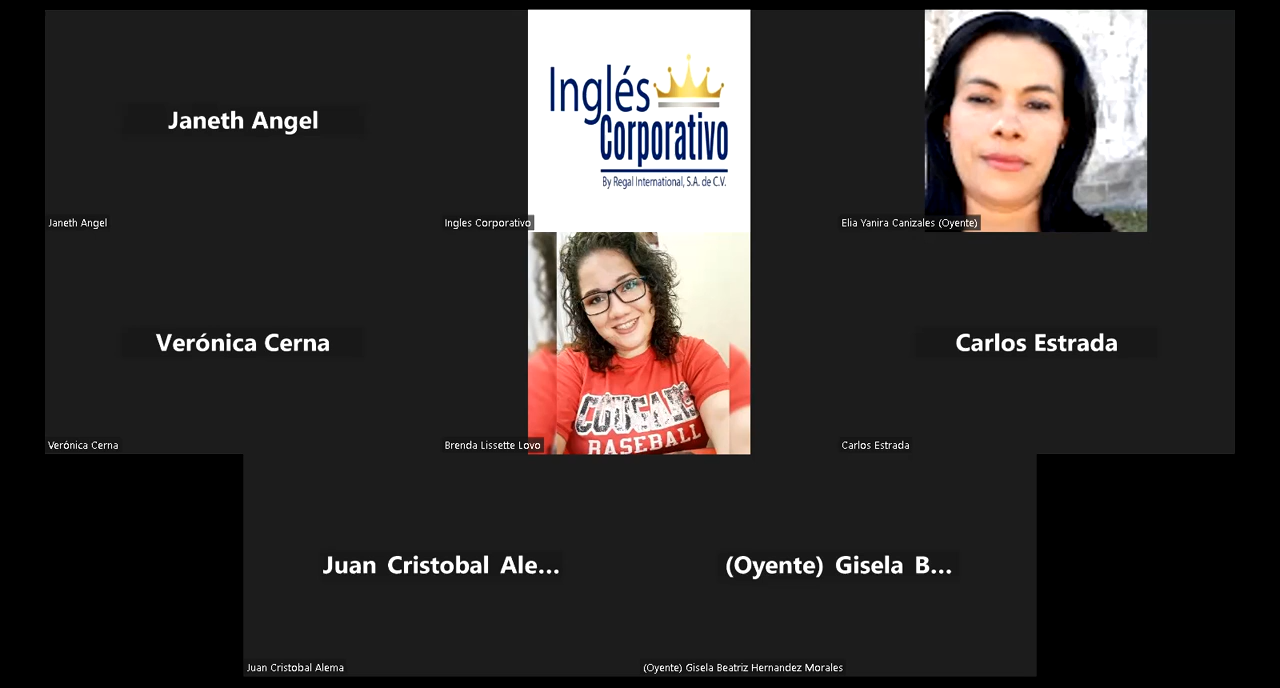 Janeth Angel
Janeth Angel
Inglés
Corporativo
By Regal International, S.A. de C.V.
Ingles Corporativo
Elia Yanira Canizales (Oyente)
Verónica Cerna
Verónica Cerna
COUGARS
BASEBALL
Brenda Lissette Lovo
Carlos Estrada
Carlos Estrada
Juan Cristobal Ale...
Juan Cristobal Alema
(Oyente) Gisela B...
(Oyente) Gisela Beatriz Hernandez Morales